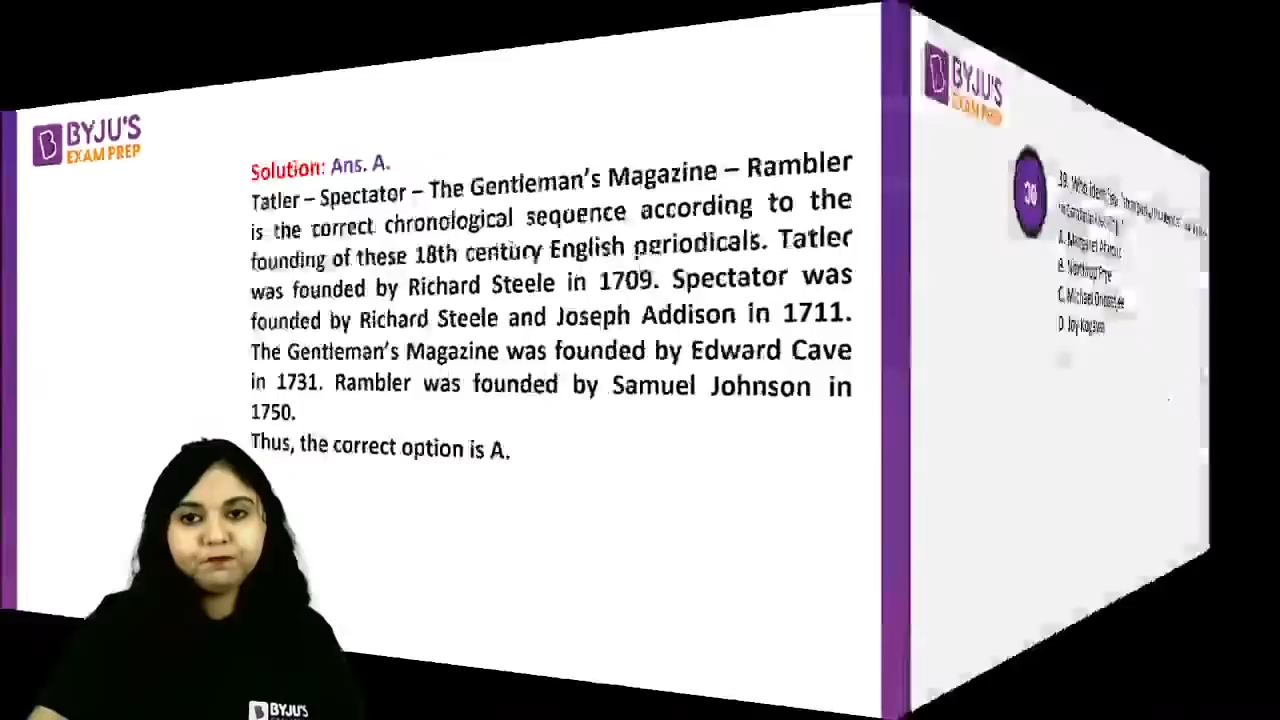 BYJU'S
EXAM PREP
Solution: Ans. A.
Tatler – Spectator – The Gentleman's Magazine – Rambler
is the correct chronological sequence according to the
founding of these 18th century English periodicals. Tatler
was founded by Richard Steele in 1709. Spectator was
founded by Richard Steele and Joseph Addison in 1711.
The Gentleman's Magazine was founded by Edward Cave
in 1731. Rambler was founded by Samuel Johnson in
1750.
Thus, the correct option is A.
BYJU'S
BYJU'S
EXAM PREP
Who
A. Margaret
B. Northrop Frye
C. Michael Ondaatje
D. Joy Kogawa